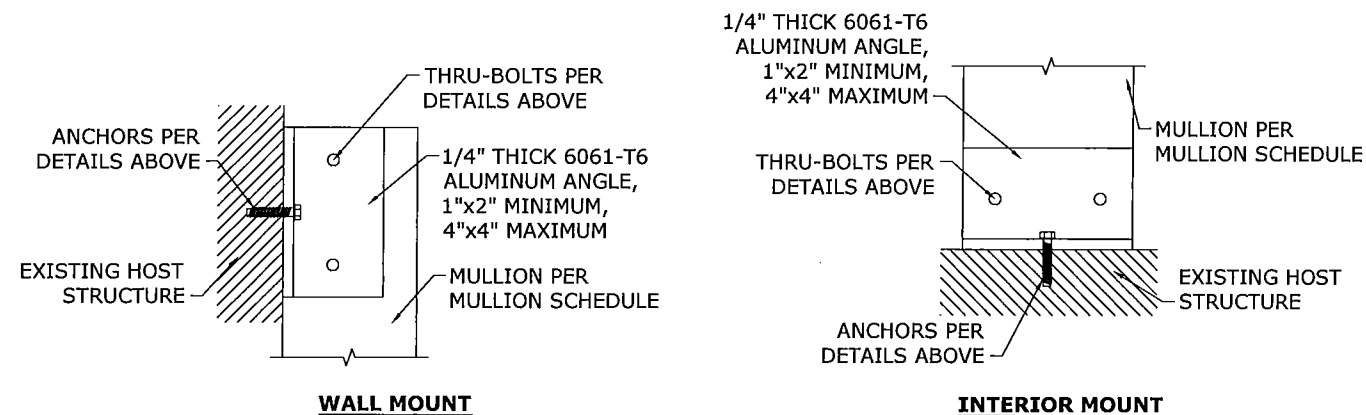 THRU-BOLTS PER
DETAILS ABOVE
ANCHORS PER
DETAILS ABOVE
1/4" THICK 6061-T6
ALUMINUM ANGLE,
1"x2" MINIMUM,
4"x4" MAXIMUM
EXISTING HOST
STRUCTURE
MULLION PER
MULLION SCHEDULE
WALL MOUNT
1/4" THICK 6061-T6
ALUMINUM ANGLE,
1"x2" MINIMUM,
4"x4" MAXIMUM
MULLION PER
MULLION SCHEDULE
THRU-BOLTS PER
DETAILS ABOVE
EXISTING HOST
STRUCTURE
ANCHORS PER
DETAILS ABOVE
INTERIOR MOUNT